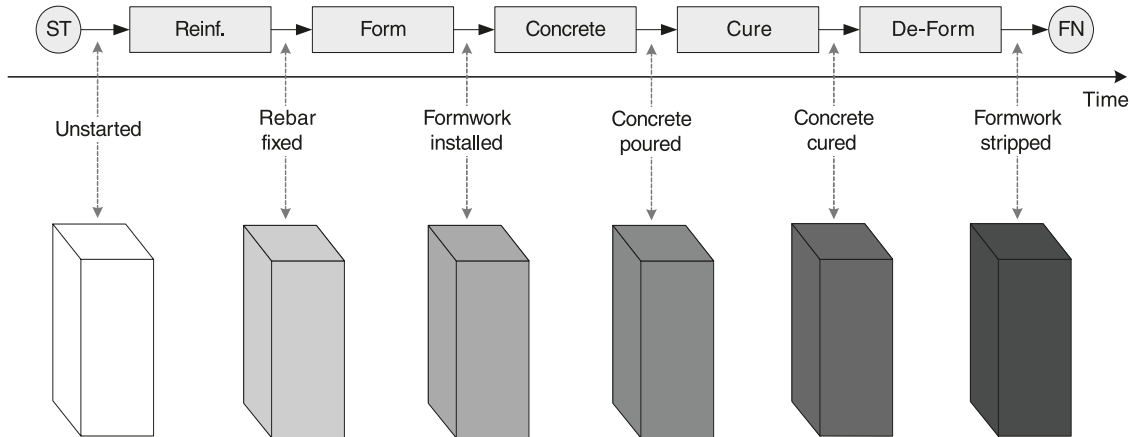 ST Reinf. Form Concrete Cure De-Form FN
Time
Unstarted
Rebar
fixed
Formwork
installed
Concrete
poured
Concrete
cured
Formwork
stripped